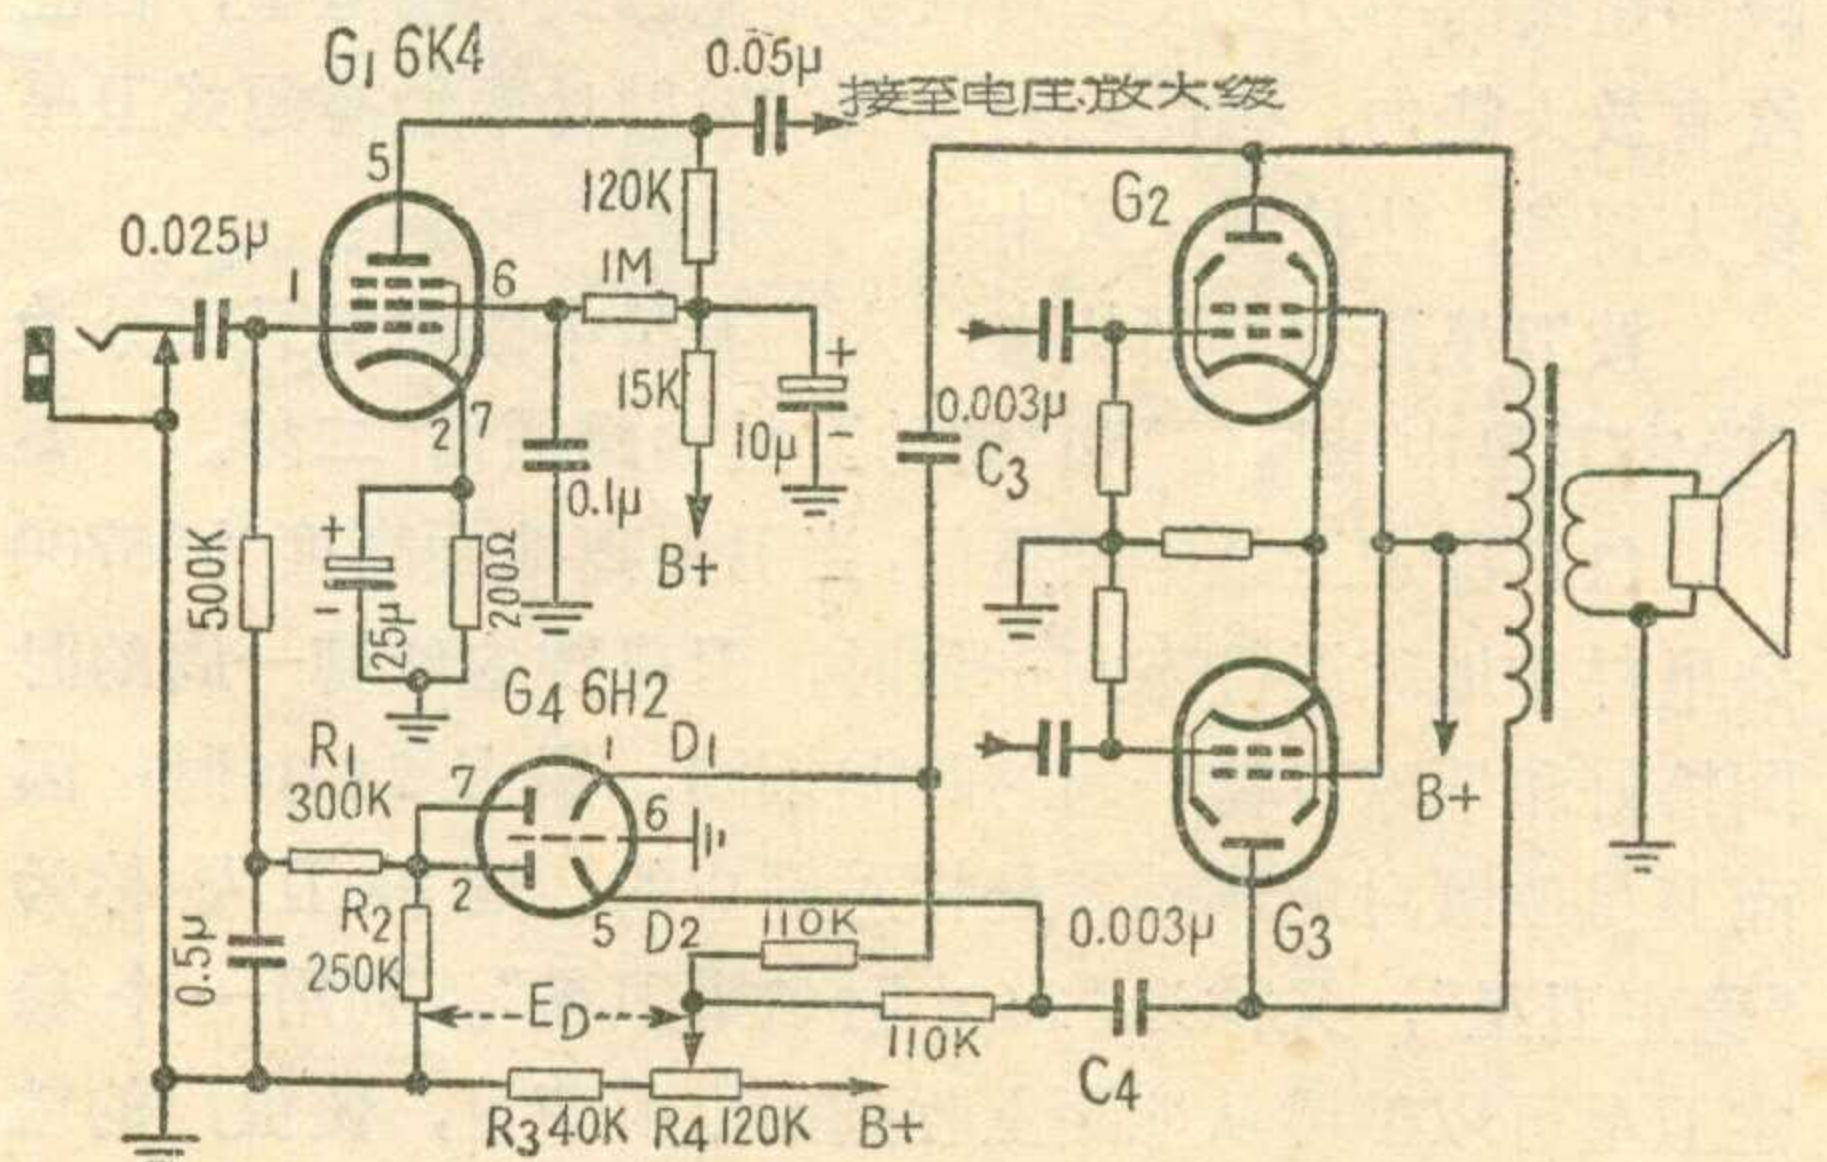 G1 6K4
0.05μ
接至电压放大级
5
120K
G2
0.025μ
1
6
1M
15K
10μ
+
-
0.003μ
C3
2 7
0.1μ
B+
500K
+
-
25μ
200Ω
G4 6H2
1 D1
R1
300K
7
6
2
5 D2
R2
250K
0.5μ
110K
0.003μ
G3
B+
ED
110K
C4
R3 40K
R4 120K
B+